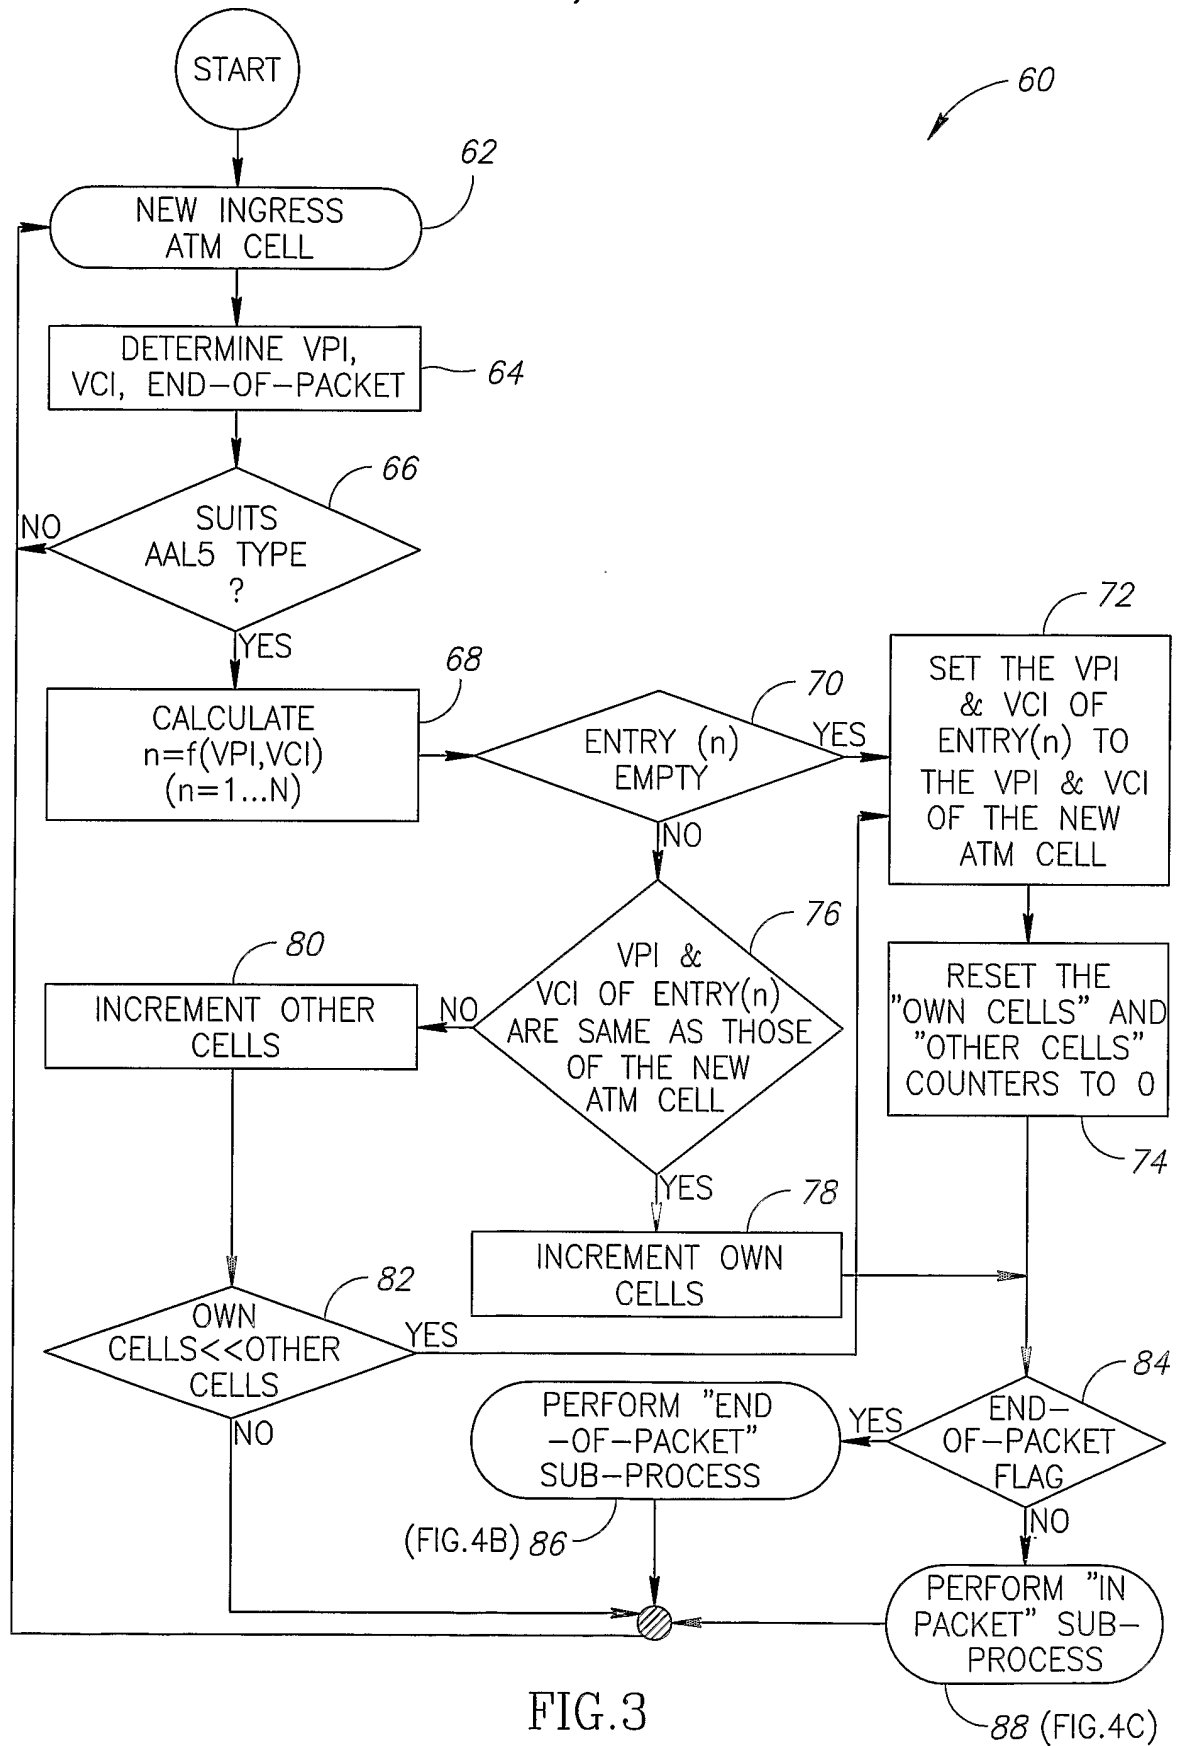 START
60
62
NEW INGRESS
ATM CELL
DETERMINE VPI,
VCI, END-OF-PACKET
64
66
SUITS
AAL5 TYPE
?
NO
YES
68
CALCULATE
n=f(VPI,VCI)
(n=1...N)
70
ENTRY (n)
EMPTY
YES
NO
72
SET THE VPI
& VCI OF
ENTRY(n) TO
THE VPI & VCI
OF THE NEW
ATM CELL
76
VPI &
VCI OF ENTRY(n)
ARE SAME AS THOSE
OF THE NEW
ATM CELL
NO
YES
80
INCREMENT OTHER
CELLS
RESET THE
"OWN CELLS" AND
"OTHER CELLS"
COUNTERS TO 0
74
78
INCREMENT OWN
CELLS
82
OWN
CELLS<<OTHER
CELLS
YES
NO
84
END-
OF-PACKET
FLAG
YES
NO
PERFORM "END
-OF-PACKET"
SUB-PROCESS
(FIG.4B) 86
PERFORM "IN
PACKET" SUB-
PROCESS
88 (FIG.4C)
FIG.3